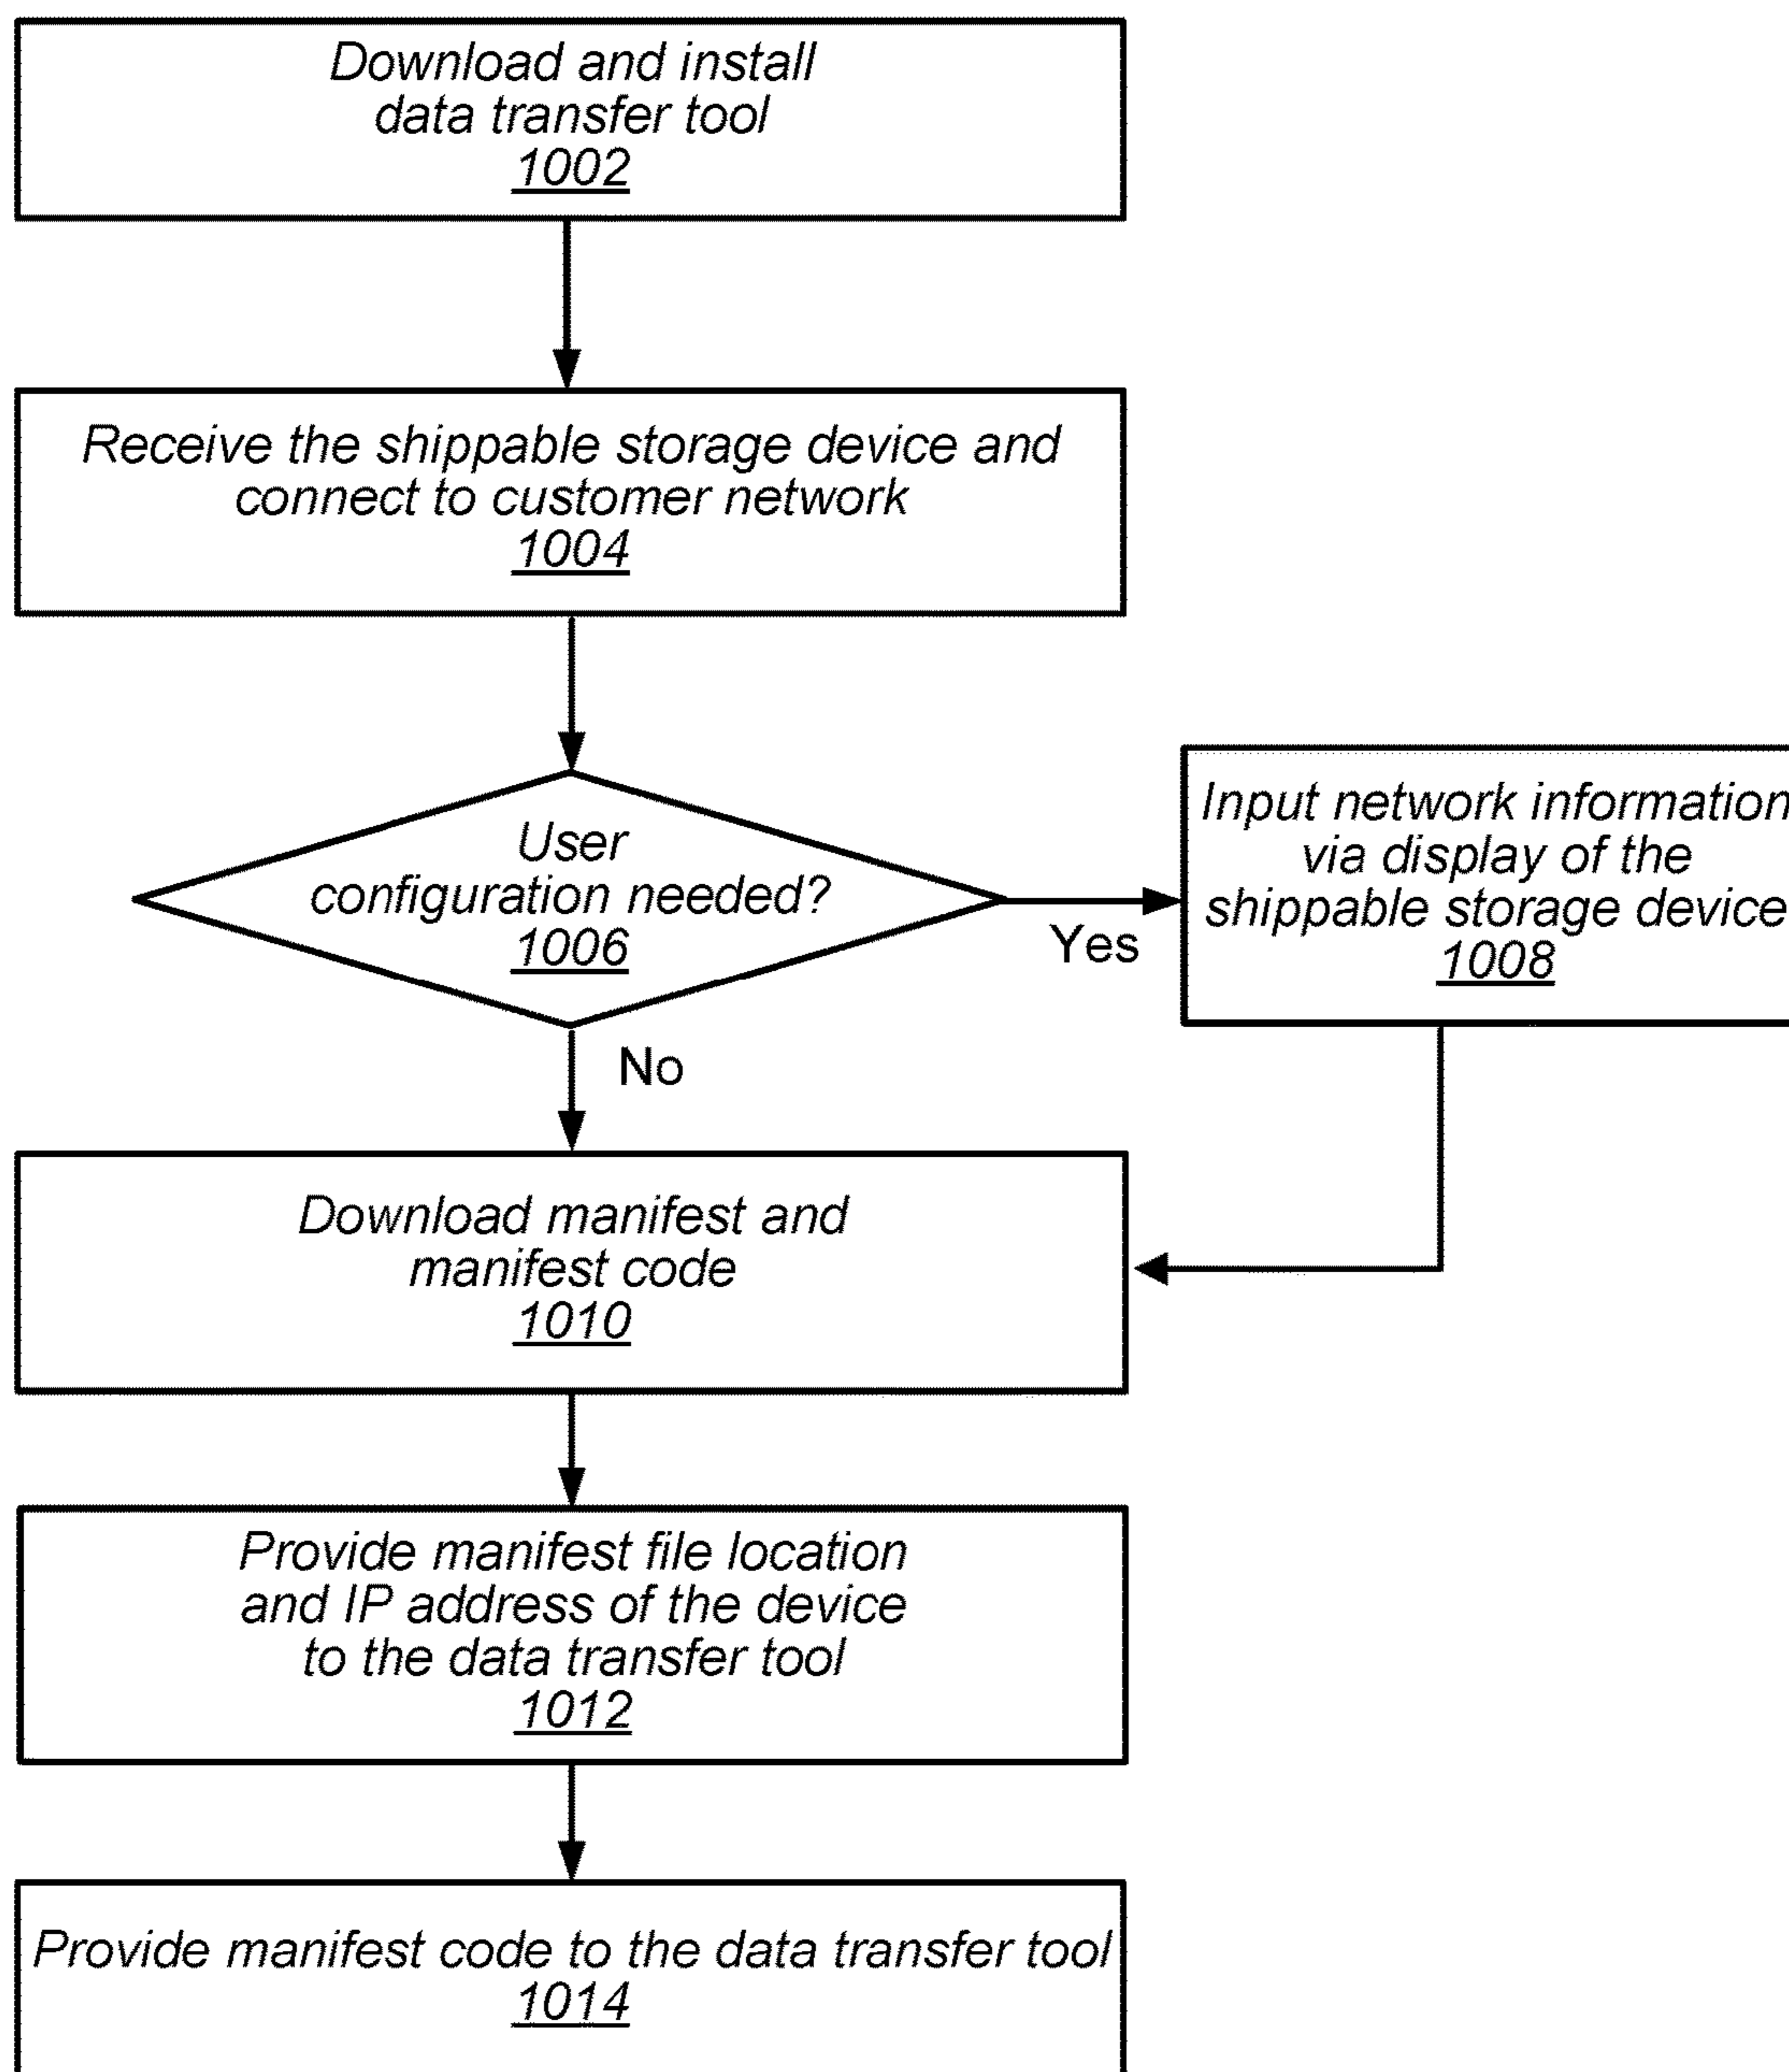 Download and install
data transfer tool
1002
Receive the shippable storage device and
connect to customer network
1004
User
configuration needed?
1006
Yes
Input network information
via display of the
shippable storage device
1008
No
Download manifest and
manifest code
1010
Provide manifest file location
and IP address of the device
to the data transfer tool
1012
Provide manifest code to the data transfer tool
1014